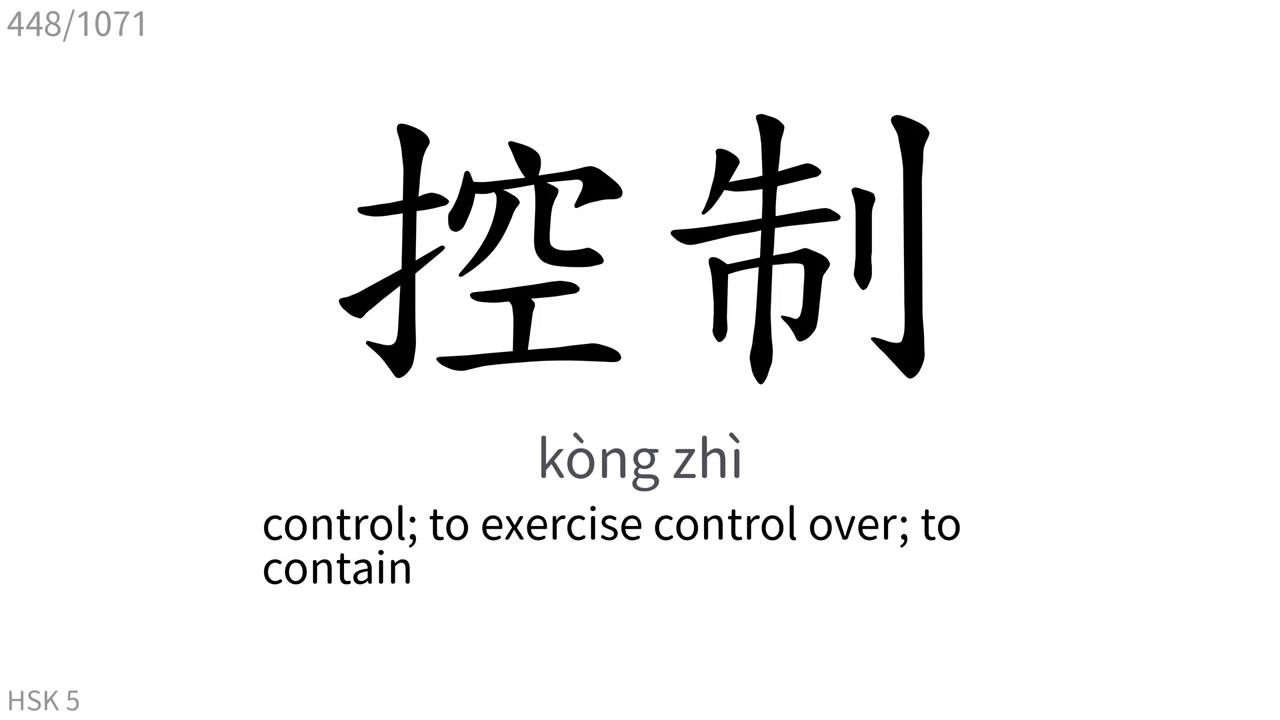 448/1071
控制
kòng zhì
control; to exercise control over; to
contain
HSK 5